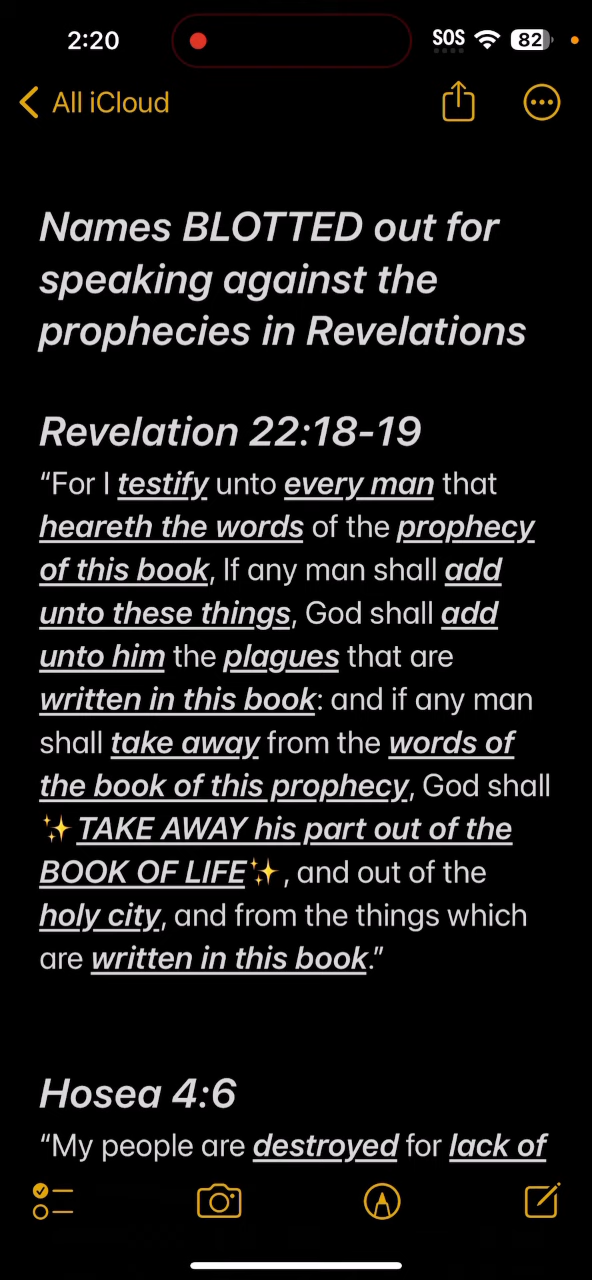 2:20 SOS 82
All iCloud
Names BLOTTED out for
speaking against the
prophecies in Revelations
Revelation 22:18-19
“For I testify unto every man that
heareth the words of the prophecy
of this book, If any man shall add
unto these things, God shall add
unto him the plagues that are
written in this book: and if any man
shall take away from the words of
the book of this prophecy, God shall
✨TAKE AWAY his part out of the
BOOK OF LIFE✨, and out of the
holy city, and from the things which
are written in this book.”
Hosea 4:6
“My people are destroyed for lack of